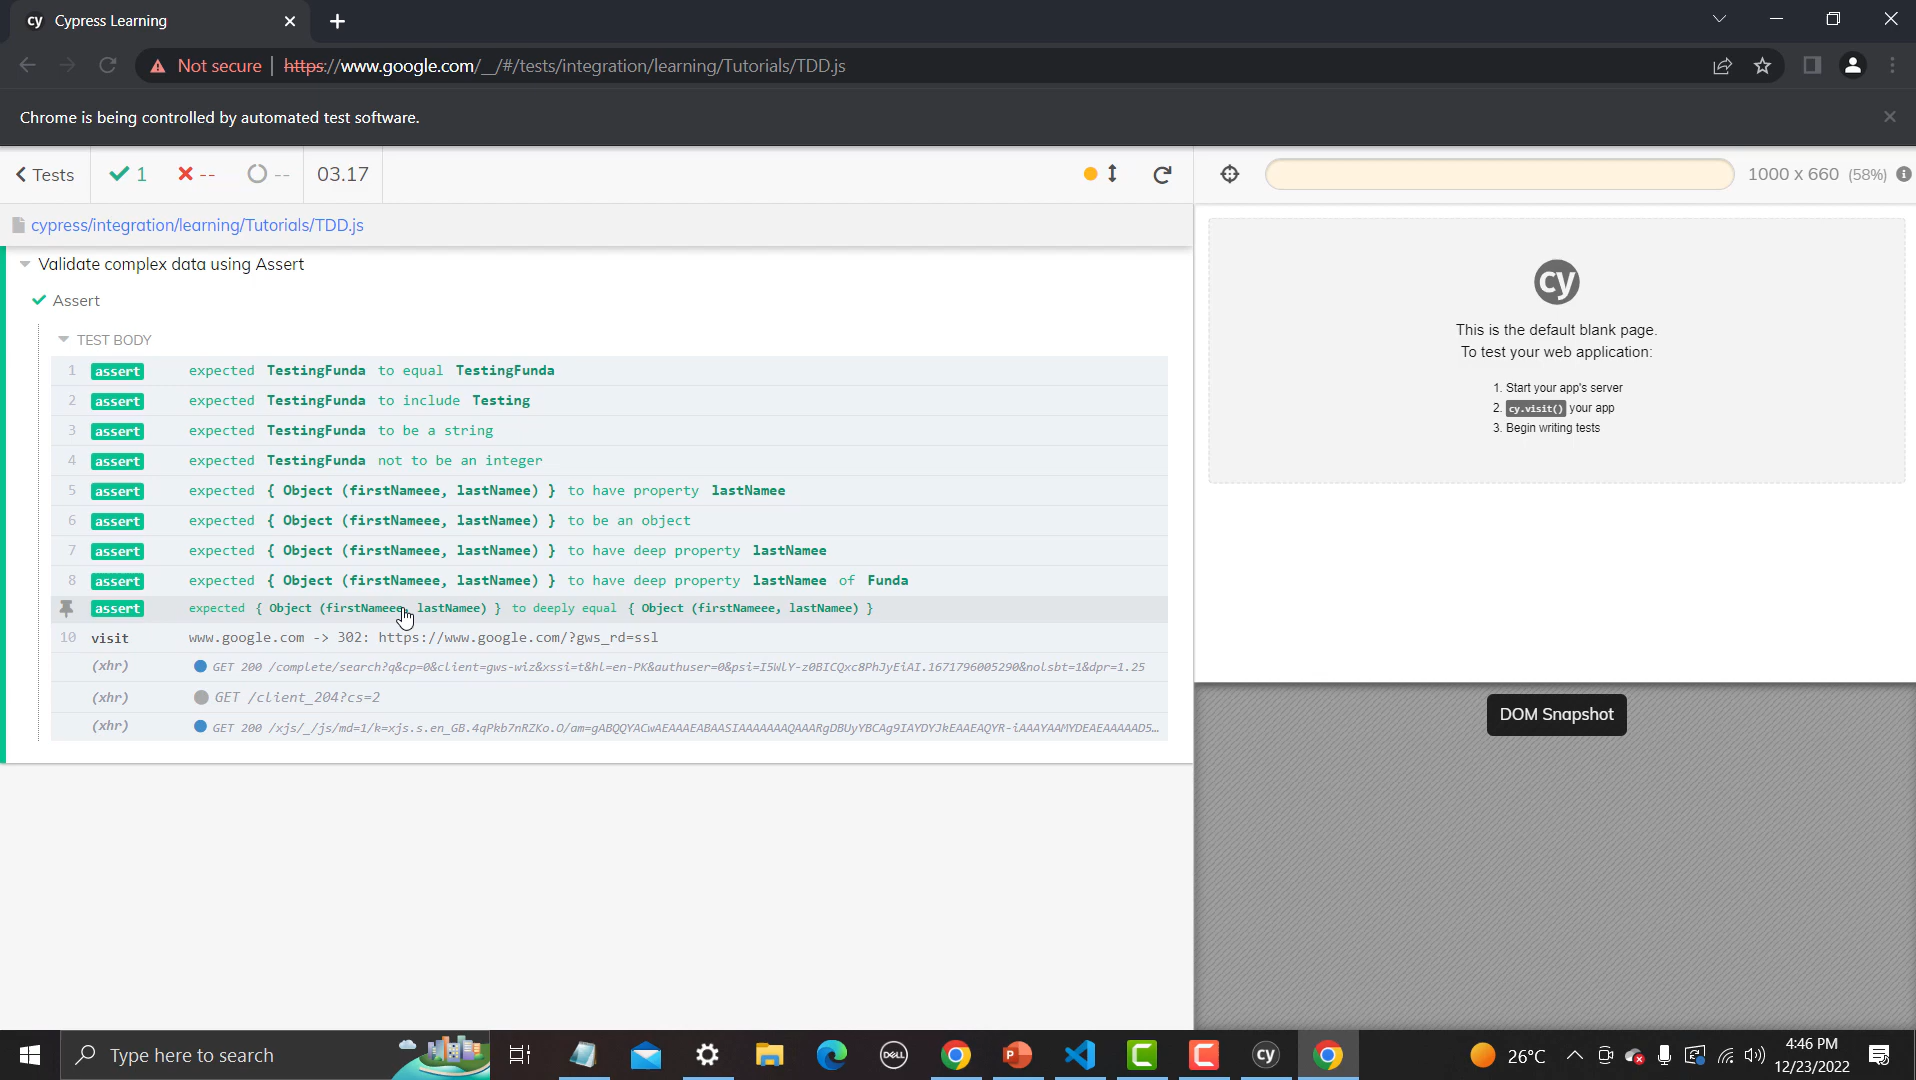 cy Cypress Learning
Not secure | https://www.google.com/__/#/tests/integration/learning/Tutorials/TDD.js
Chrome is being controlled by automated test software.
Tests 1 -- -- 03.17 1000 x 660 (58%)
cypress/integration/learning/Tutorials/TDD.js
Validate complex data using Assert
Assert
TEST BODY
1 assert expected TestingFunda to equal TestingFunda
2 assert expected TestingFunda to include Testing
3 assert expected TestingFunda to be a string
4 assert expected TestingFunda not to be an integer
5 assert expected { Object (firstNameee, lastNamee) } to have property lastNamee
6 assert expected { Object (firstNameee, lastNamee) } to be an object
7 assert expected { Object (firstNameee, lastNamee) } to have deep property lastNamee
8 assert expected { Object (firstNameee, lastNamee) } to have deep property lastNamee of Funda
assert expected { Object (firstNameee, lastNamee) } to deeply equal { Object (firstNameee, lastNamee) }
10 visit www.google.com -> 302: https://www.google.com/?gws_rd=ssl
(xhr) GET 200 /complete/search?q&cp=0&client=gws-wiz&xssi=t&hl=en-PK&authuser=0&psi=I5WlY-z0BICQxc8PhJyEiAI.1671796005290&nolsbt=1&dpr=1.25
(xhr) GET /client_204?cs=2
(xhr) GET 200 /xjs/_/js/md=1/k=xjs.s.en_GB.4qPkb7nRZKo.O/am=gABQQYACwAEAAAEABAASIAAAAAAAQAAARgDBUyYBCAg9IAYDYJkEAAEAQYR-iAAAYAAMYDEAEAAAAAD5…
cy
This is the default blank page.
To test your web application:
1. Start your app's server
2. cy.visit() your app
3. Begin writing tests
DOM Snapshot
Type here to search
DELL
P
C
C
cy
26°C
4:46 PM
12/23/2022